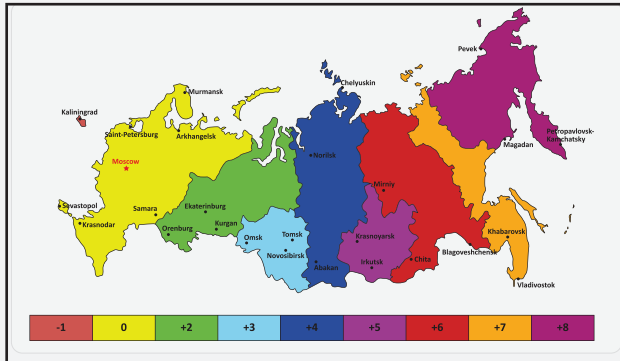 Pevek
Chelyuskin
Murmansk
Kaliningrad
Saint-Petersburg
Arkhangelsk
Petropavlovsk-
Kamchatsky
Magadan
Norilsk
Moscow
Mirniy
Sevastopol
Samara
Ekaterinburg
Krasnodar
Orenburg
Kurgan
Omsk
Tomsk
Krasnoyarsk
Khabarovsk
Novosibirsk
Blagoveshchensk
Abakan
Irkutsk
Chita
Vladivostok
-1 0 +2 +3 +4 +5 +6 +7 +8